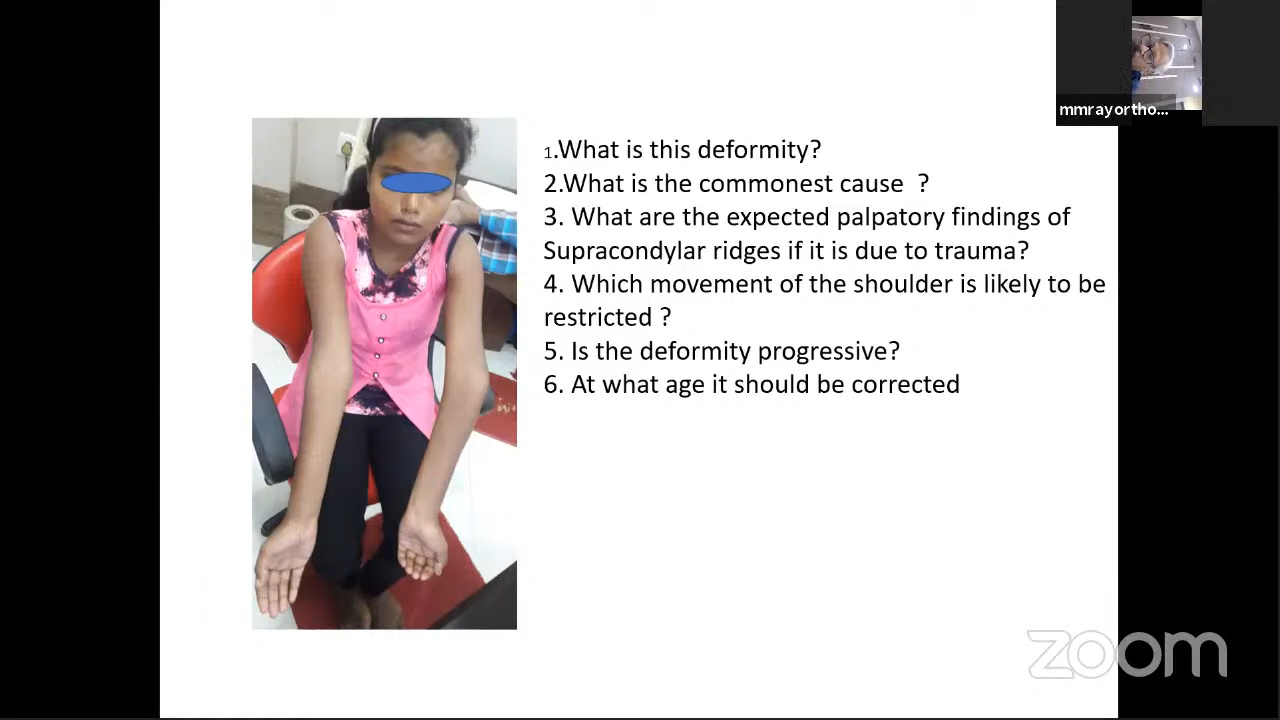 mmrayortho...
1.What is this deformity?
2.What is the commonest cause ?
3. What are the expected palpatory findings of
Supracondylar ridges if it is due to trauma?
4. Which movement of the shoulder is likely to be
restricted ?
5. Is the deformity progressive?
6. At what age it should be corrected
zoom